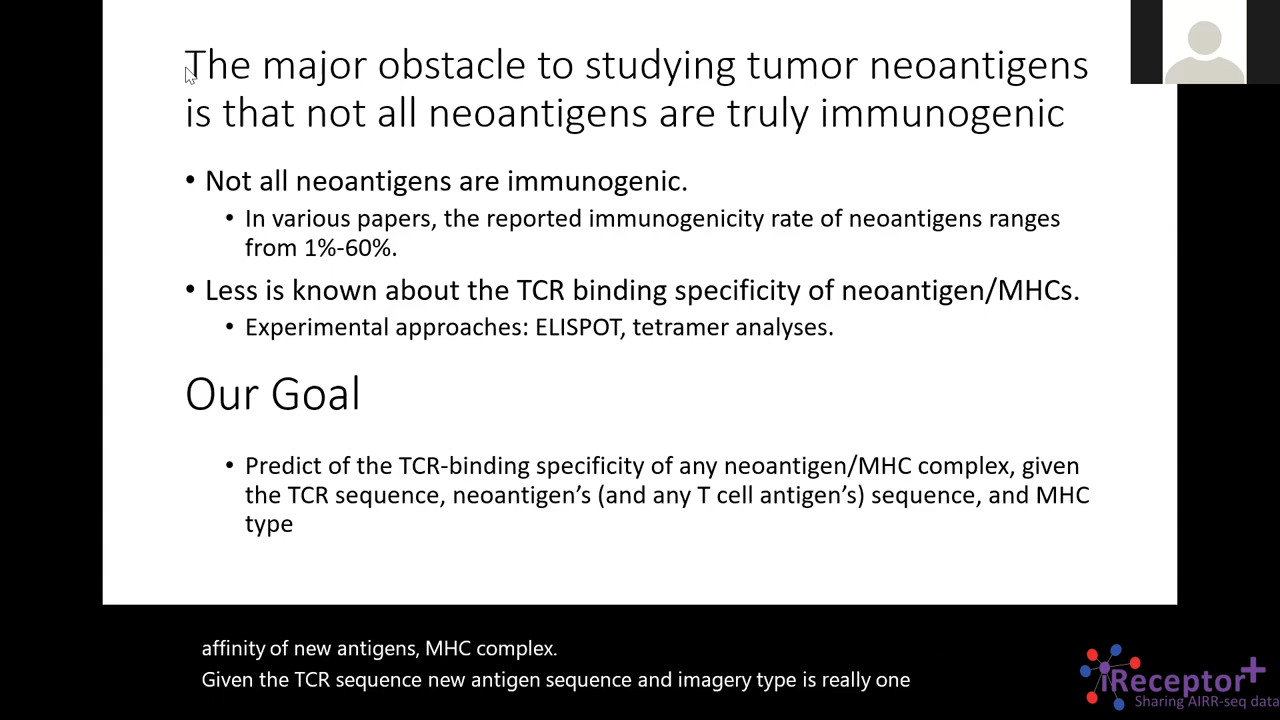 The major obstacle to studying tumor neoantigens
is that not all neoantigens are truly immunogenic
• Not all neoantigens are immunogenic.
• In various papers, the reported immunogenicity rate of neoantigens ranges
from 1%-60%.
• Less is known about the TCR binding specificity of neoantigen/MHCs.
• Experimental approaches: ELISPOT, tetramer analyses.
Our Goal
• Predict of the TCR-binding specificity of any neoantigen/MHC complex, given
the TCR sequence, neoantigen’s (and any T cell antigen’s) sequence, and MHC
type
affinity of new antigens, MHC complex.
Given the TCR sequence new antigen sequence and imagery type is really one
iReceptor+
Sharing AIRR-seq data